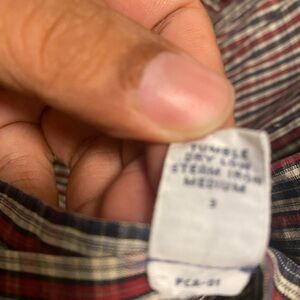 TUMBLE
DRY LOW
STEAM IRON
MEDIUM
3
PCA-01